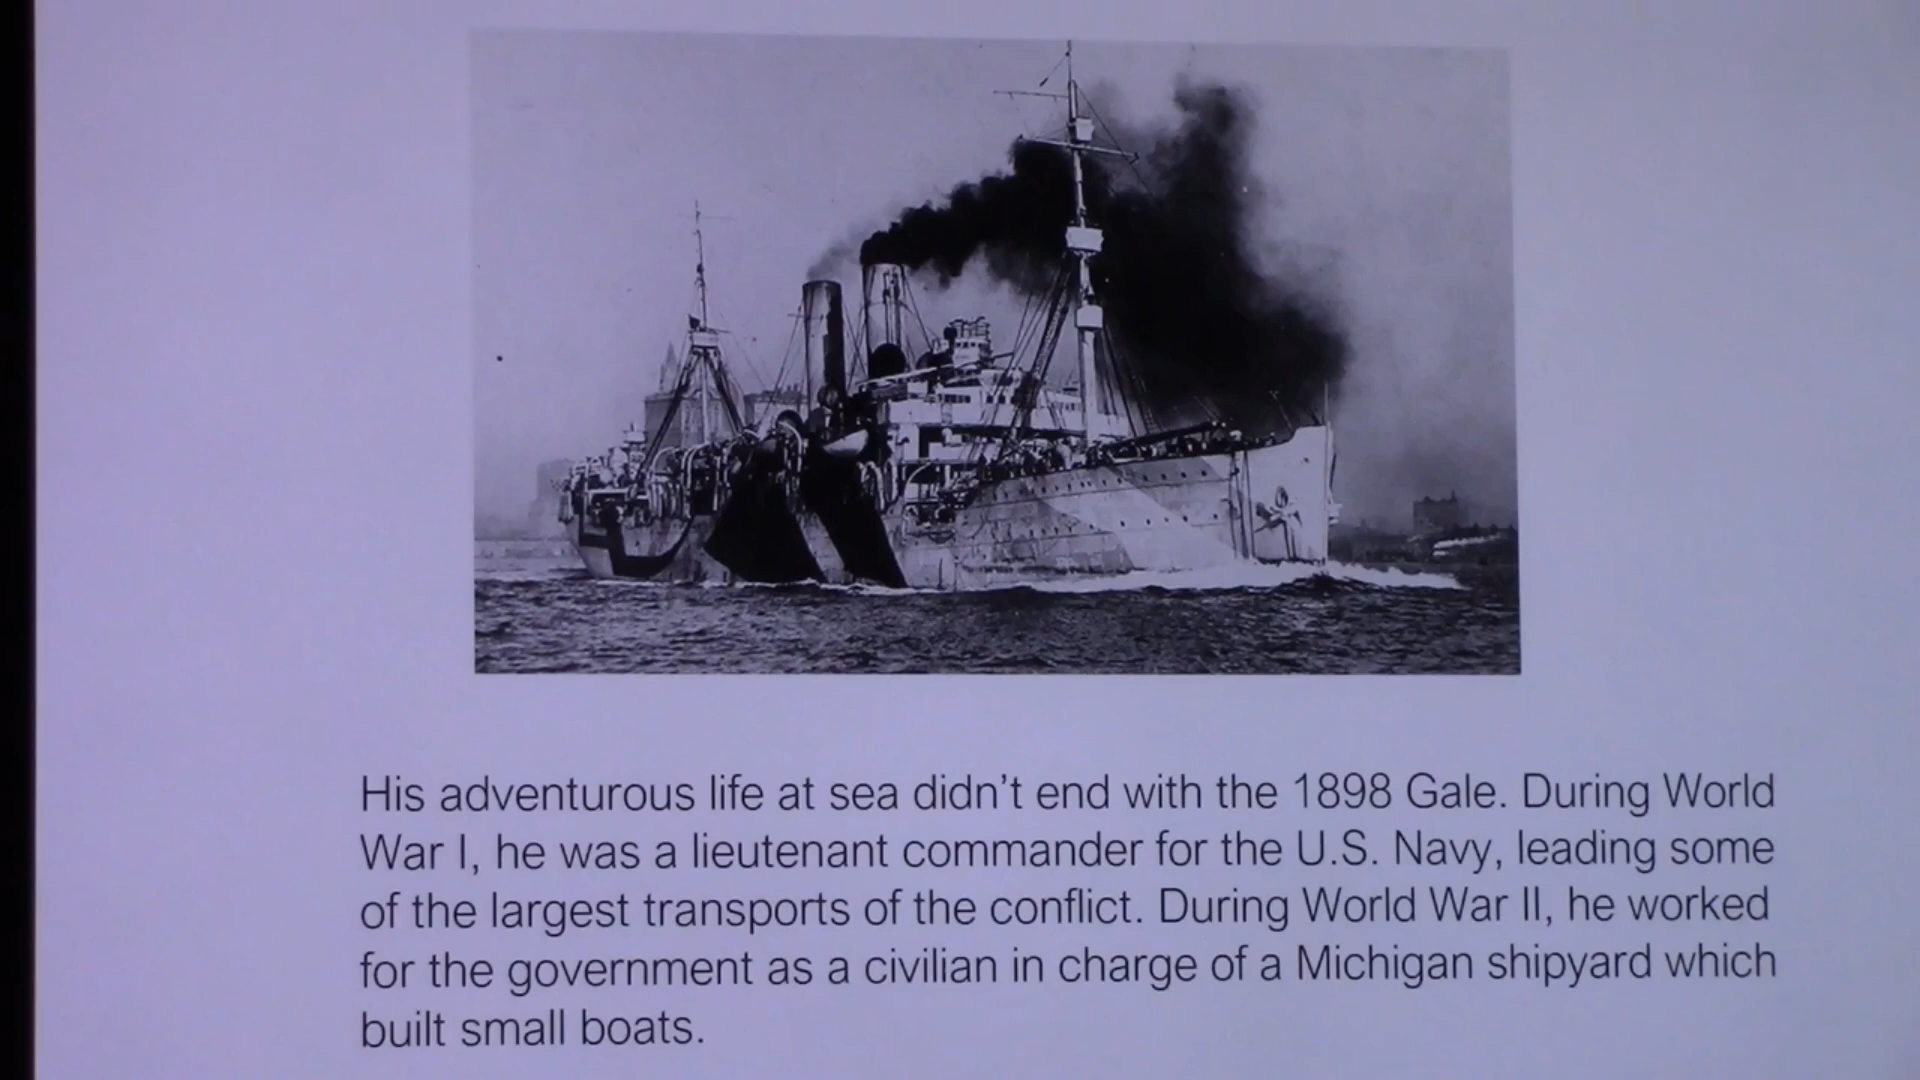 His adventurous life at sea didn't end with the 1898 Gale. During World
War I, he was a lieutenant commander for the U.S. Navy, leading some
of the largest transports of the conflict. During World War II, he worked
for the government as a civilian in charge of a Michigan shipyard which
built small boats.